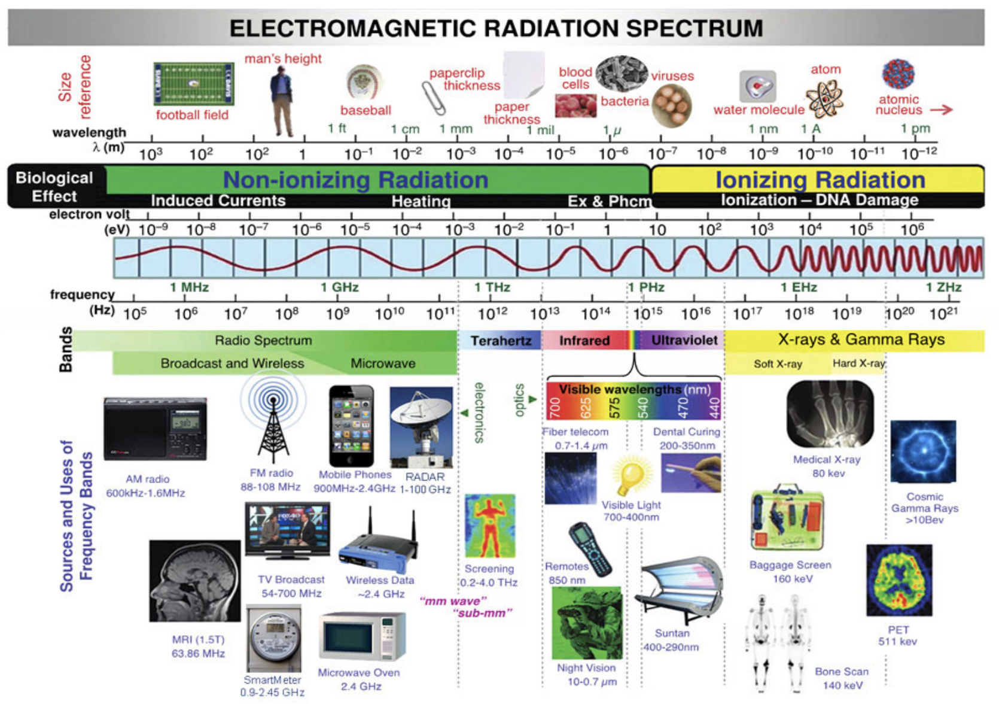 ELECTROMAGNETIC RADIATION SPECTRUM
Size
reference
football field
man's height
baseball
paperclip
thickness
paper
thickness
blood
cells
bacteria
viruses
water molecule
atom
atomic
nucleus
wavelength
λ (m)
1 ft
1 cm
1 mm
1 mil
1 µ
1 nm
1 A
1 pm
10³ 10² 10² 1 10⁻¹ 10⁻² 10⁻³ 10⁻⁴ 10⁻⁵ 10⁻⁶ 10⁻⁷ 10⁻⁸ 10⁻⁹ 10⁻¹⁰ 10⁻¹¹ 10⁻¹²
Biological
Effect
Non-ionizing Radiation
Ionizing Radiation
Induced Currents
Heating
Ex & Phcm
Ionization – DNA Damage
electron volt
(eV)
10⁻⁹ 10⁻⁸ 10⁻⁷ 10⁻⁶ 10⁻⁵ 10⁻⁴ 10⁻³ 10⁻² 10⁻¹ 1 10 10² 10³ 10⁴ 10⁵ 10⁶
1 MHz
1 GHz
1 THz
1 PHz
1 EHz
1 ZHz
frequency
(Hz)
10⁵ 10⁶ 10⁷ 10⁸ 10⁹ 10¹⁰ 10¹¹ 10¹² 10¹³ 10¹⁴ 10¹⁵ 10¹⁶ 10¹⁷ 10¹⁸ 10¹⁹ 10²⁰ 10²¹
Bands
Radio Spectrum
Terahertz
Infrared
Ultraviolet
X-rays & Gamma Rays
Broadcast and Wireless
Microwave
Soft X-ray
Hard X-ray
electronics
optics
Visible wavelengths (nm)
700 625 575 540 470 440
Sources and Uses of
Frequency Bands
AM radio
600kHz-1.6MHz
FM radio
88-108 MHz
Mobile Phones
900MHz-2.4GHz
RADAR
1-100 GHz
Fiber telecom
0.7-1.4 µm
Dental Curing
200-350nm
Visible Light
700-400nm
Medical X-ray
80 kev
Cosmic
Gamma Rays
>10Bev
TV Broadcast
54-700 MHz
Wireless Data
~2.4 GHz
Screening
0.2-4.0 THz
"mm wave"
"sub-mm"
Remotes
850 nm
Baggage Screen
160 keV
MRI (1.5T)
63.86 MHz
SmartMeter
0.9-2.45 GHz
Microwave Oven
2.4 GHz
Night Vision
10-0.7 µm
Suntan
400-290nm
Bone Scan
140 keV
PET
511 kev